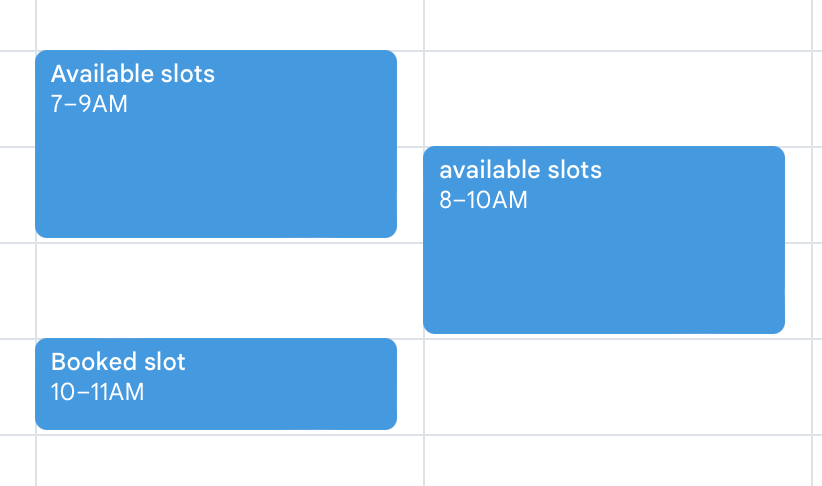 Available slots
7–9AM
available slots
8–10AM
Booked slot
10–11AM